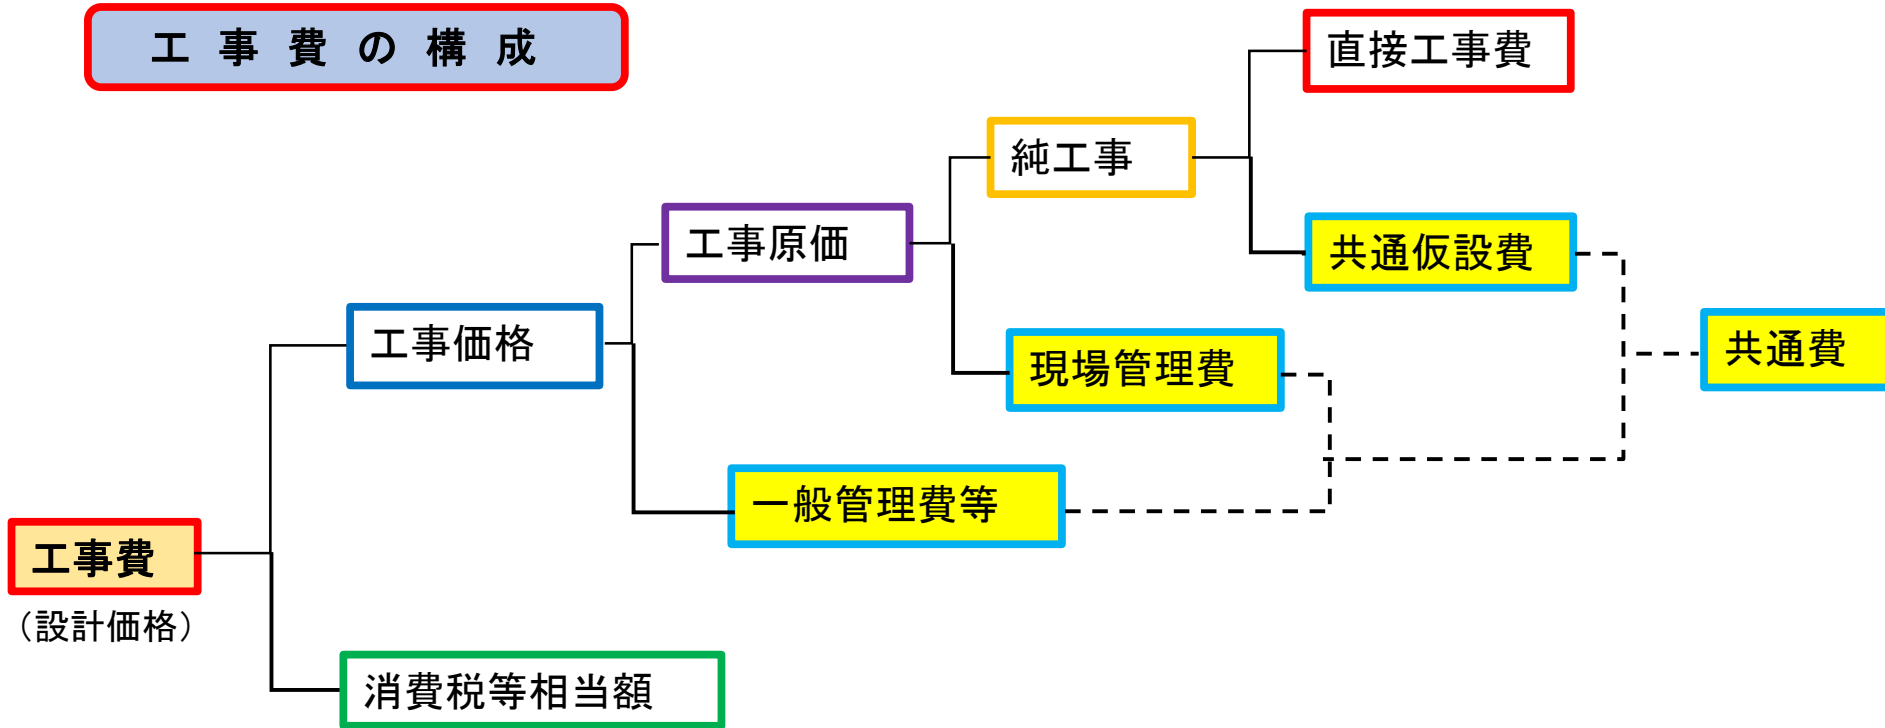 工事費の構成
直接工事費
純工事
工事原価
共通仮設費
工事価格
現場管理費
共通費
一般管理費等
工事費
（設計価格）
消費税等相当額